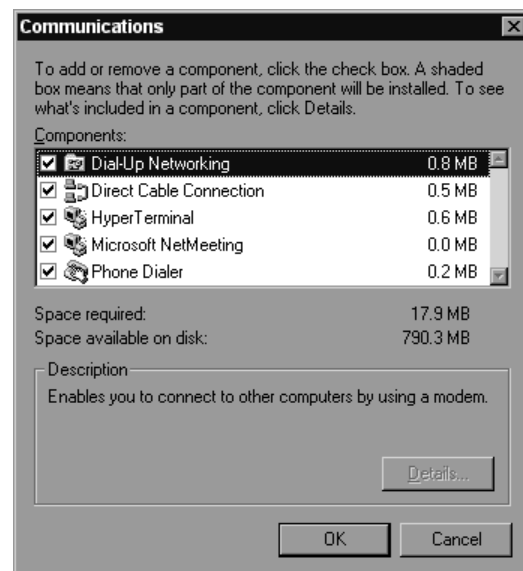 Communications
To add or remove a component, click the check box. A shaded
box means that only part of the component will be installed. To see
what's included in a component, click Details.
Components:
Dial-Up Networking 0.8 MB
Direct Cable Connection 0.5 MB
HyperTerminal 0.6 MB
Microsoft NetMeeting 0.0 MB
Phone Dialer 0.2 MB
Space required: 17.9 MB
Space available on disk: 790.3 MB
Description
Enables you to connect to other computers by using a modem.
Details...
OK Cancel